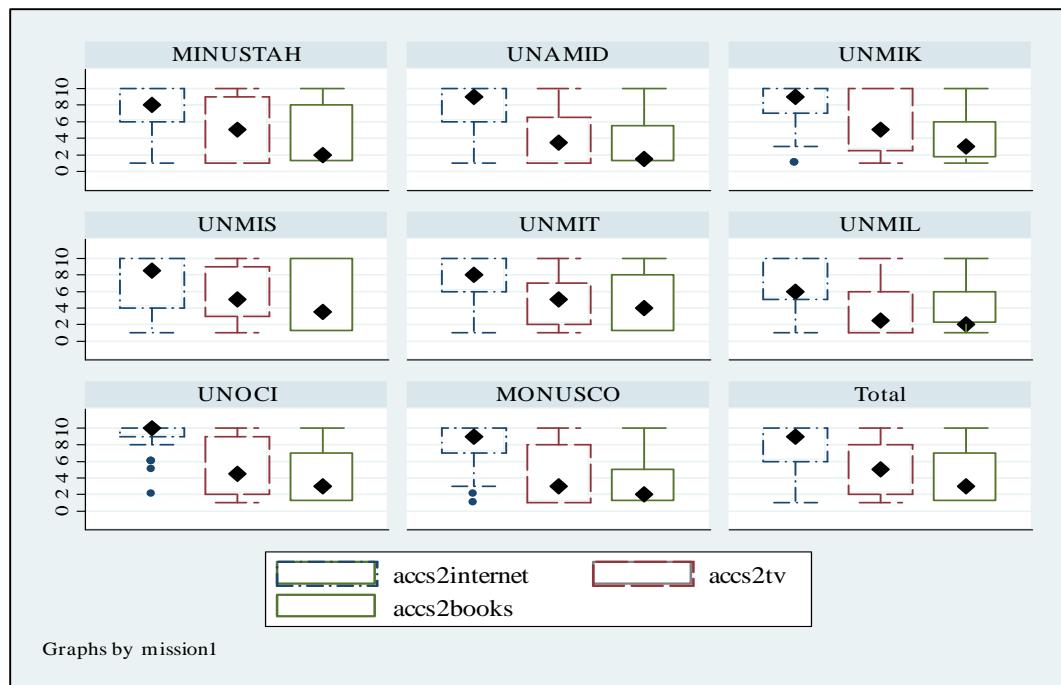 MINUSTAH UNAMID UNMIK
0 2 4 6 8 10
UNMIS UNMIT UNMIL
0 2 4 6 8 10
UNOCI MONUSCO Total
0 2 4 6 8 10
accs2internet accs2tv
accs2books
Graphs by mission1